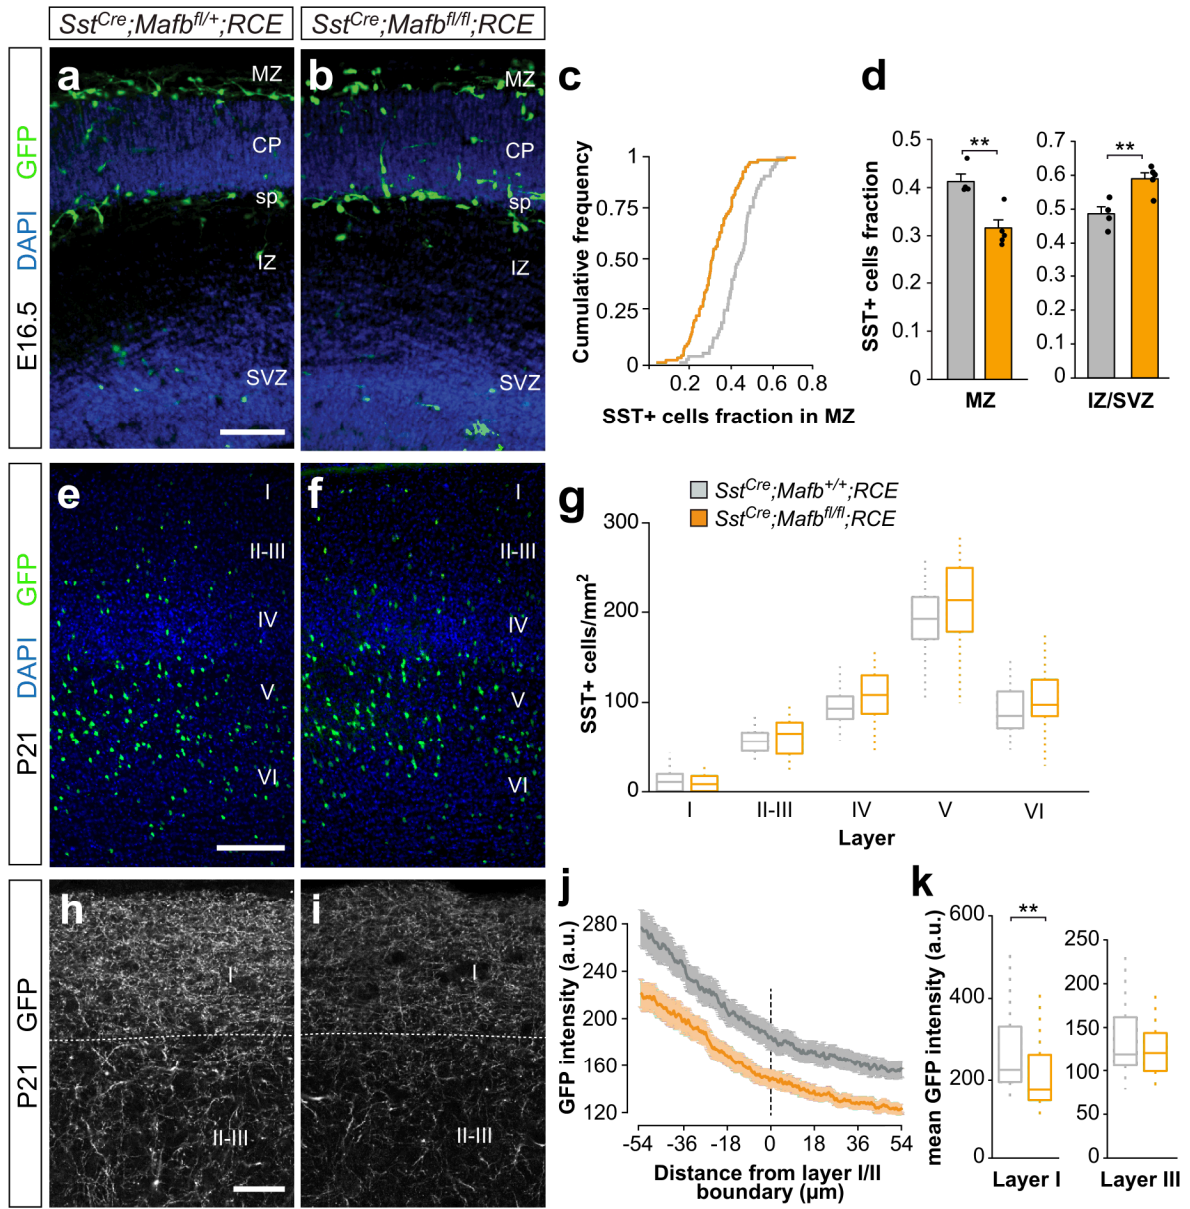 Sst^Cre;Mafb^fl/+;RCE
Sst^Cre;Mafb^fl/fl;RCE
E16.5 DAPI GFP
a
MZ
CP
sp
IZ
SVZ
b
MZ
CP
sp
IZ
SVZ
c
Cumulative frequency
1
0.75
0.5
0.25
0
0.2 0.4 0.6 0.8
SST+ cells fraction in MZ
d
SST+ cells fraction
0.5
0.4
0.3
0.2
0.1
0
**
MZ
0.7
0.6
0.5
0.4
0.3
0.2
0.1
0
**
IZ/SVZ
P21 DAPI GFP
e
I
II-III
IV
V
VI
f
I
II-III
IV
V
VI
g
Sst^Cre;Mafb^+/+;RCE
Sst^Cre;Mafb^fl/fl;RCE
SST+ cells/mm²
300
200
100
0
I II-III IV V VI
Layer
P21 GFP
h
I
II-III
i
I
II-III
j
GFP intensity (a.u.)
280
240
200
160
120
-54 -36 -18 0 18 36 54
Distance from layer I/II
boundary (µm)
k
mean GFP intensity (a.u.)
600
400
200
0
**
Layer I
250
200
150
100
50
0
Layer III